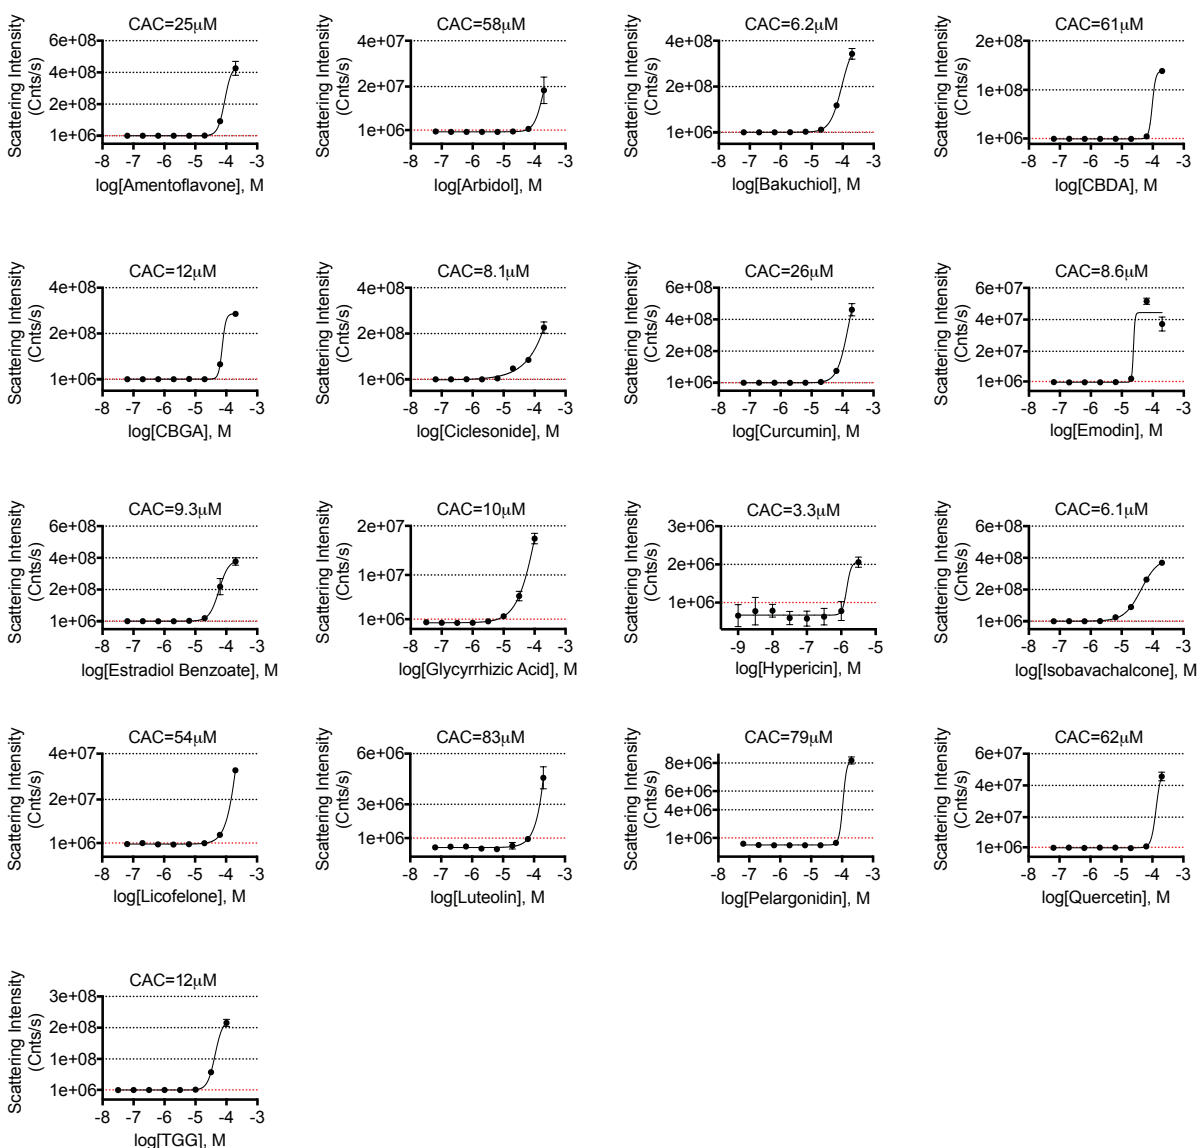 CAC=25μM
Scattering Intensity
(Cnts/s)
6e+08
4e+08
2e+08
1e+06
-8 -7 -6 -5 -4 -3
log[Amentoflavone], M
CAC=58μM
Scattering Intensity
(Cnts/s)
4e+07
2e+07
1e+06
-8 -7 -6 -5 -4 -3
log[Arbidol], M
CAC=6.2μM
Scattering Intensity
(Cnts/s)
4e+08
2e+08
1e+06
-8 -7 -6 -5 -4 -3
log[Bakuchiol], M
CAC=61μM
Scattering Intensity
(Cnts/s)
2e+08
1e+08
1e+06
-8 -7 -6 -5 -4 -3
log[CBDA], M
CAC=12μM
Scattering Intensity
(Cnts/s)
4e+08
2e+08
1e+06
-8 -7 -6 -5 -4 -3
log[CBGA], M
CAC=8.1μM
Scattering Intensity
(Cnts/s)
4e+08
2e+08
1e+06
-8 -7 -6 -5 -4 -3
log[Ciclesonide], M
CAC=26μM
Scattering Intensity
(Cnts/s)
6e+08
4e+08
2e+08
1e+06
-8 -7 -6 -5 -4 -3
log[Curcumin], M
CAC=8.6μM
Scattering Intensity
(Cnts/s)
6e+07
4e+07
2e+07
1e+06
-8 -7 -6 -5 -4 -3
log[Emodin], M
CAC=9.3μM
Scattering Intensity
(Cnts/s)
6e+08
4e+08
2e+08
1e+06
-8 -7 -6 -5 -4 -3
log[Estradiol Benzoate], M
CAC=10μM
Scattering Intensity
(Cnts/s)
2e+07
1e+07
1e+06
-8 -7 -6 -5 -4 -3
log[Glycyrrhizic Acid], M
CAC=3.3μM
Scattering Intensity
(Cnts/s)
3e+06
2e+06
1e+06
-9 -8 -7 -6 -5
log[Hypericin], M
CAC=6.1μM
Scattering Intensity
(Cnts/s)
6e+08
4e+08
2e+08
1e+06
-8 -7 -6 -5 -4 -3
log[Isobavachalcone], M
CAC=54μM
Scattering Intensity
(Cnts/s)
4e+07
2e+07
1e+06
-8 -7 -6 -5 -4 -3
log[Licofelone], M
CAC=83μM
Scattering Intensity
(Cnts/s)
6e+06
3e+06
1e+06
-8 -7 -6 -5 -4 -3
log[Luteolin], M
CAC=79μM
Scattering Intensity
(Cnts/s)
8e+06
6e+06
4e+06
1e+06
-8 -7 -6 -5 -4 -3
log[Pelargonidin], M
CAC=62μM
Scattering Intensity
(Cnts/s)
6e+07
4e+07
2e+07
1e+06
-8 -7 -6 -5 -4 -3
log[Quercetin], M
CAC=12μM
Scattering Intensity
(Cnts/s)
3e+08
2e+08
1e+08
1e+06
-8 -7 -6 -5 -4 -3
log[TGG], M